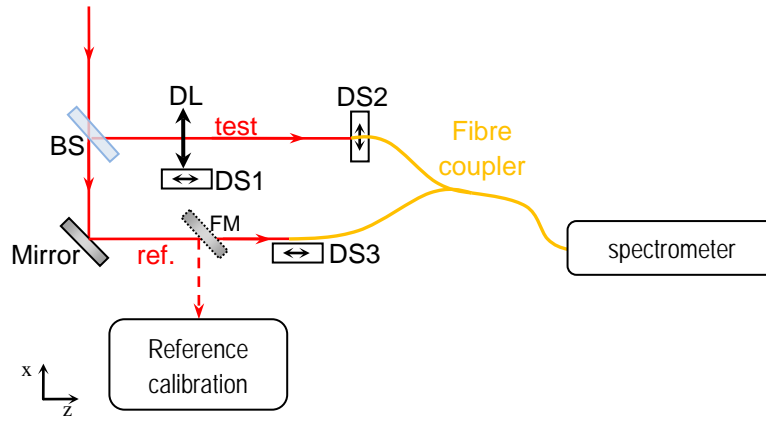 DL
DS2
test
BS
Fibre
coupler
DS1
FM
Mirror
ref.
DS3
spectrometer
Reference
calibration
x
z